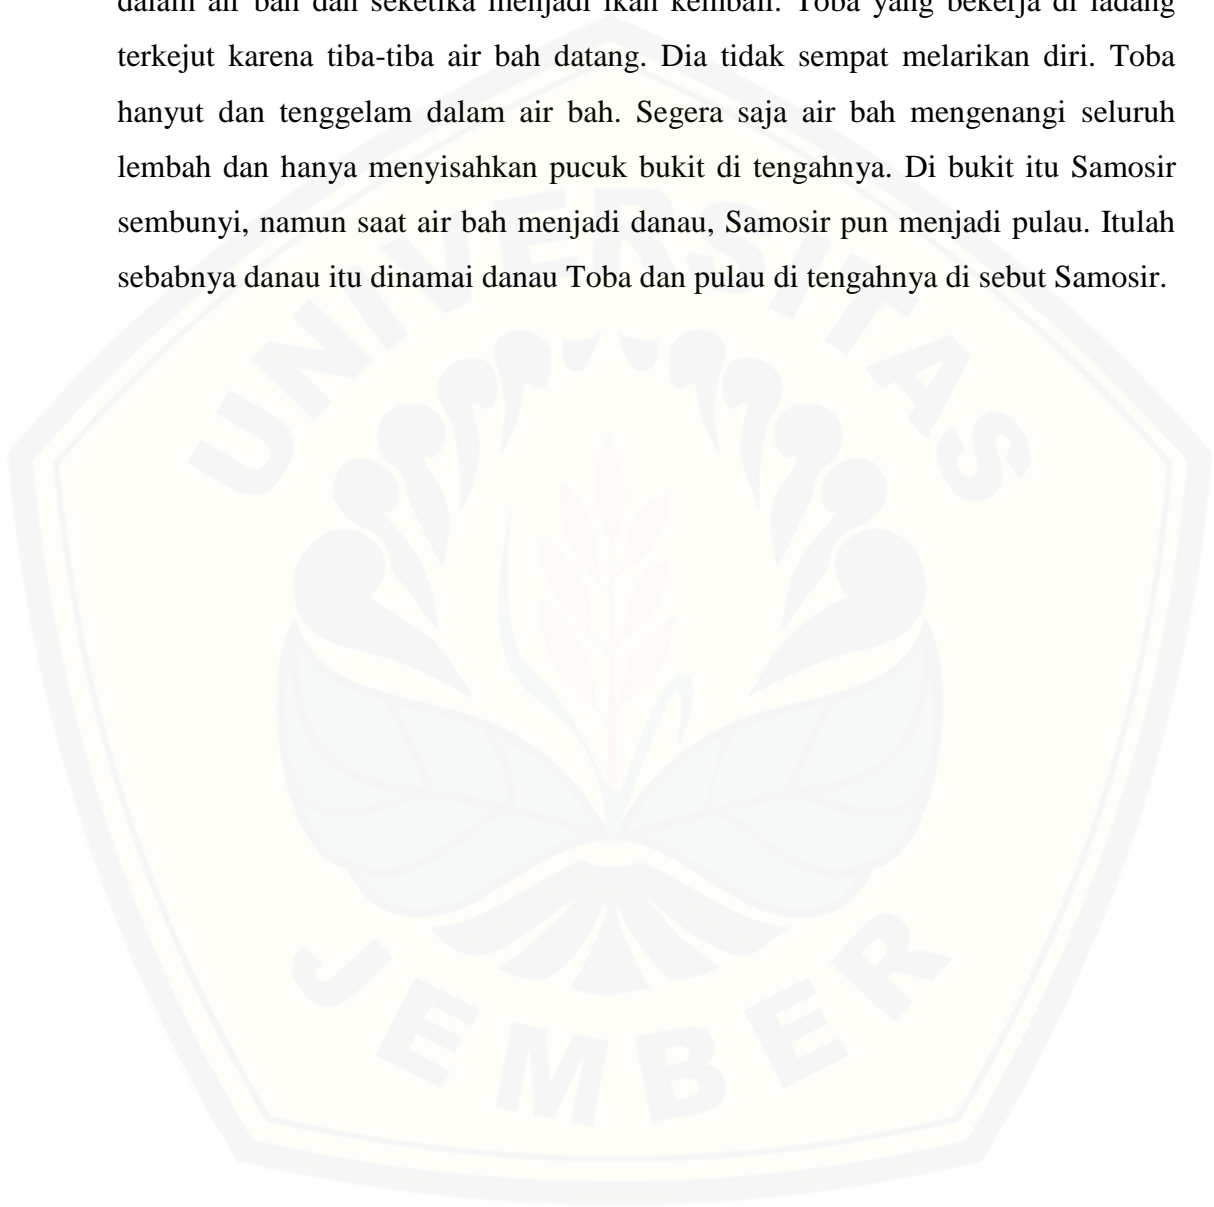 dalam air bah dan seketika menjadi ikan kembali. Toba yang bekerja di ladang
terkejut karena tiba-tiba air bah datang. Dia tidak sempat melarikan diri. Toba
hanyut dan tenggelam dalam air bah. Segera saja air bah mengenangi seluruh
lembah dan hanya menyisahkan pucuk bukit di tengahnya. Di bukit itu Samosir
sembunyi, namun saat air bah menjadi danau, Samosir pun menjadi pulau. Itulah
sebabnya danau itu dinamai danau Toba dan pulau di tengahnya di sebut Samosir.
UNIVERSITAS
JEMBER